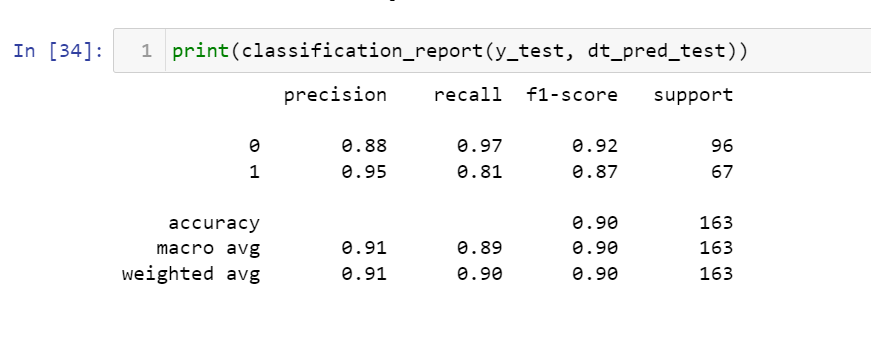 In [34]: 1 print(classification_report(y_test, dt_pred_test))
precision recall f1-score support
0 0.88 0.97 0.92 96
1 0.95 0.81 0.87 67
accuracy 0.90 163
macro avg 0.91 0.89 0.90 163
weighted avg 0.91 0.90 0.90 163